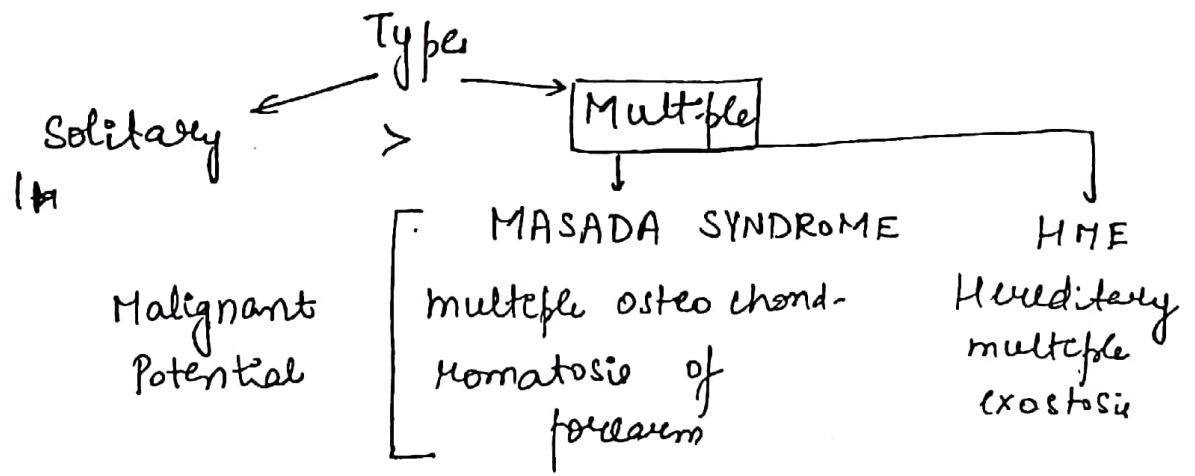 Types
Solitary > Multiple
MASADA SYNDROME HME
Malignant multiple osteo chond- Hereditary
Potential romatosis of multiple
forearm exostosis